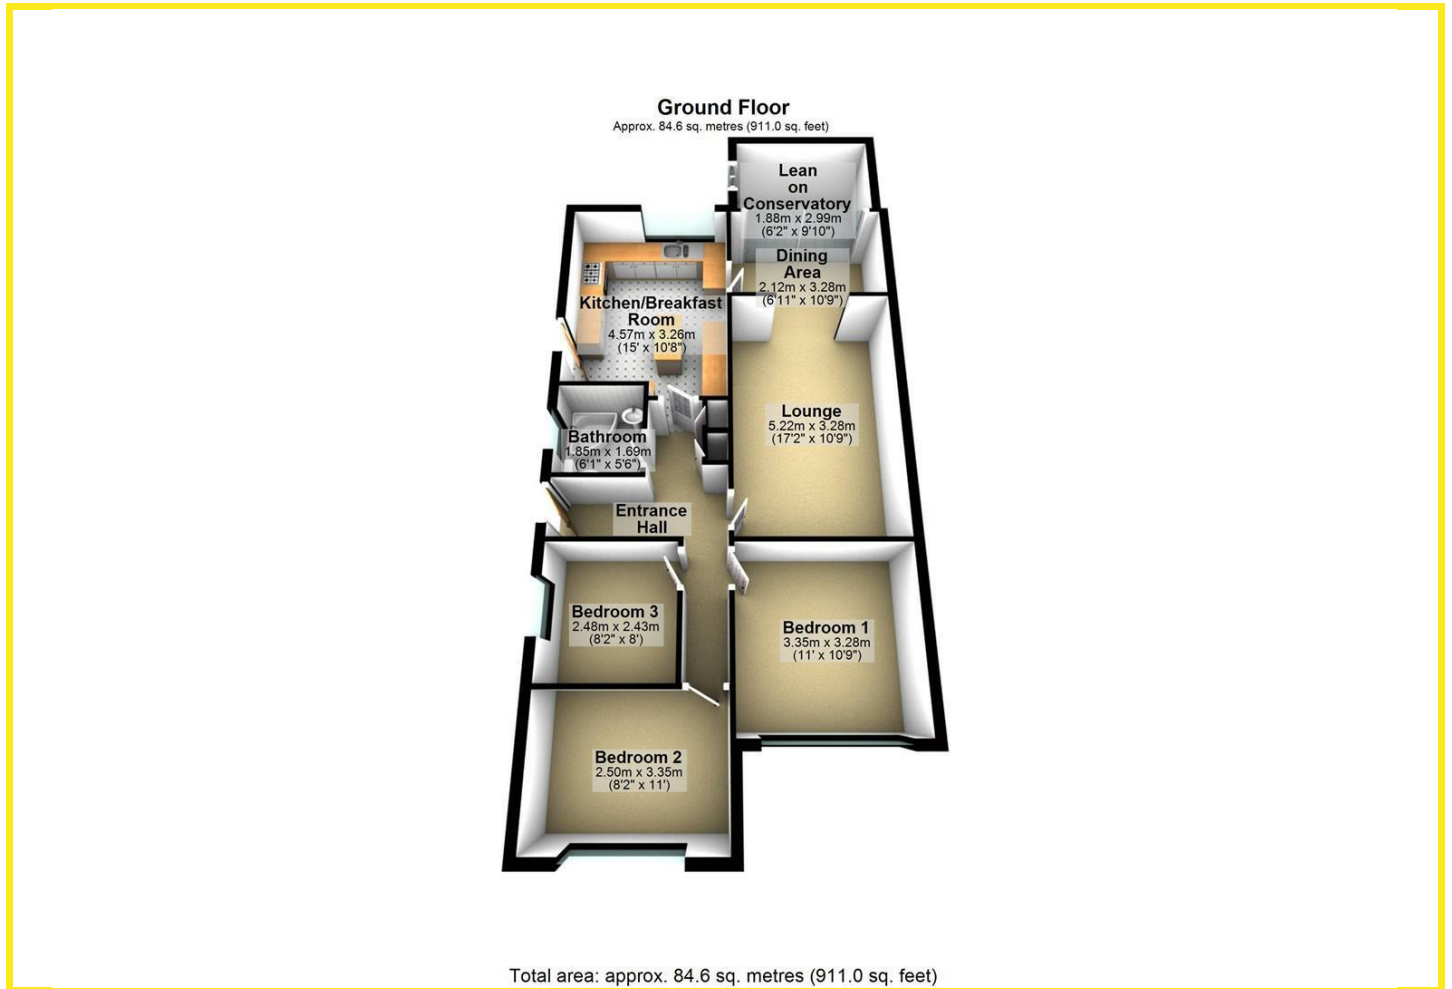 Ground Floor
Approx. 84.6 sq. metres (911.0 sq. feet)
Lean
on
Conservatory
1.88m x 2.99m
(6'2" x 9'10")
Dining
Area
2.12m x 3.28m
(6'11" x 10'9")
Kitchen/Breakfast
Room
4.57m x 3.26m
(15' x 10'8")
Lounge
5.22m x 3.28m
(17'2" x 10'9")
Bathroom
1.85m x 1.69m
(6'1" x 5'6")
Entrance
Hall
Bedroom 3
2.48m x 2.43m
(8'2" x 8')
Bedroom 1
3.35m x 3.28m
(11' x 10'9")
Bedroom 2
2.50m x 3.35m
(8'2" x 11')
Total area: approx. 84.6 sq. metres (911.0 sq. feet)